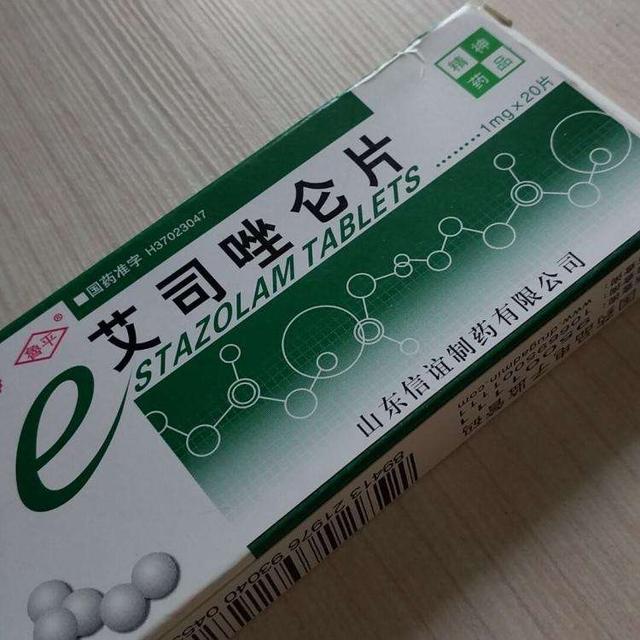 精神
药品
国药准字 H37023047
艾司唑仑片
eSTAZOLAM TABLETS ........1mg×20片
鲁平®
山东信谊制药有限公司